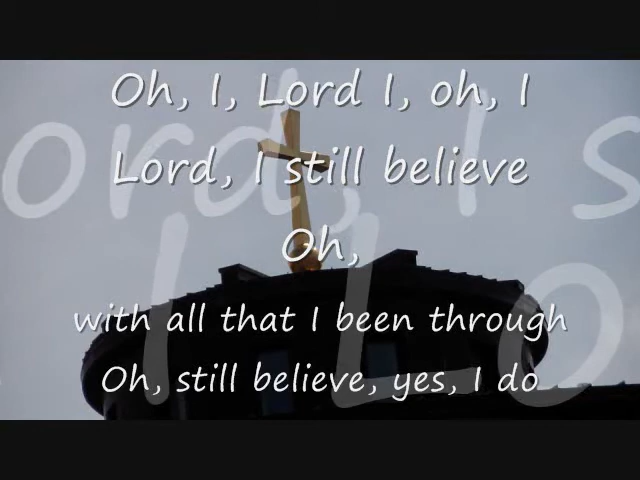 Oh, I, Lord I, oh, I
Lord, I still believe
Oh,
with all that I been through
Oh, still believe, yes, I do